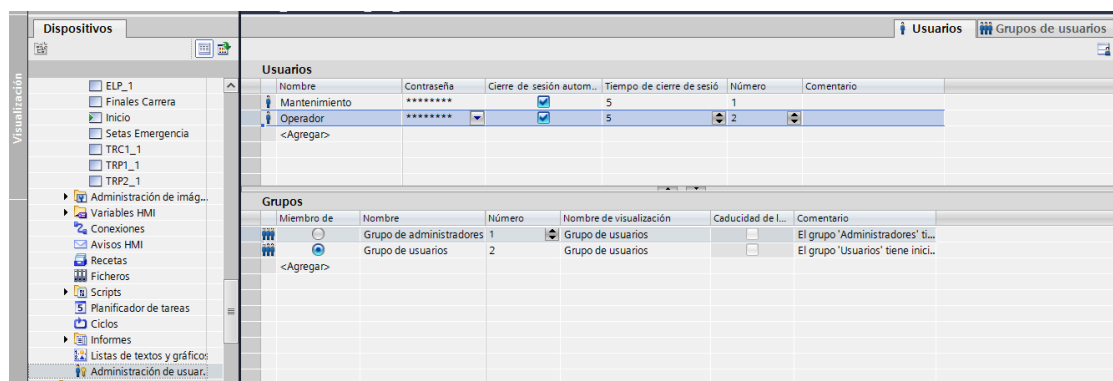 Dispositivos
Usuarios
Grupos de usuarios
Visualización
ELP_1
Finales Carrera
Inicio
Setas Emergencia
TRC1_1
TRP1_1
TRP2_1
Administración de imág...
Variables HMI
Conexiones
Avisos HMI
Recetas
Ficheros
Scripts
Planificador de tareas
Ciclos
Informes
Listas de textos y gráficos
Administración de usuar.
Usuarios
Nombre Contraseña Cierre de sesión autom.. Tiempo de cierre de sesió Número Comentario
Mantenimiento ******** 5 1
Operador ******** 5 2
<Agregar>
Grupos
Miembro de Nombre Número Nombre de visualización Caducidad de l... Comentario
Grupo de administradores 1 Grupo de usuarios El grupo 'Administradores' ti...
Grupo de usuarios 2 Grupo de usuarios El grupo 'Usuarios' tiene inici..
<Agregar>